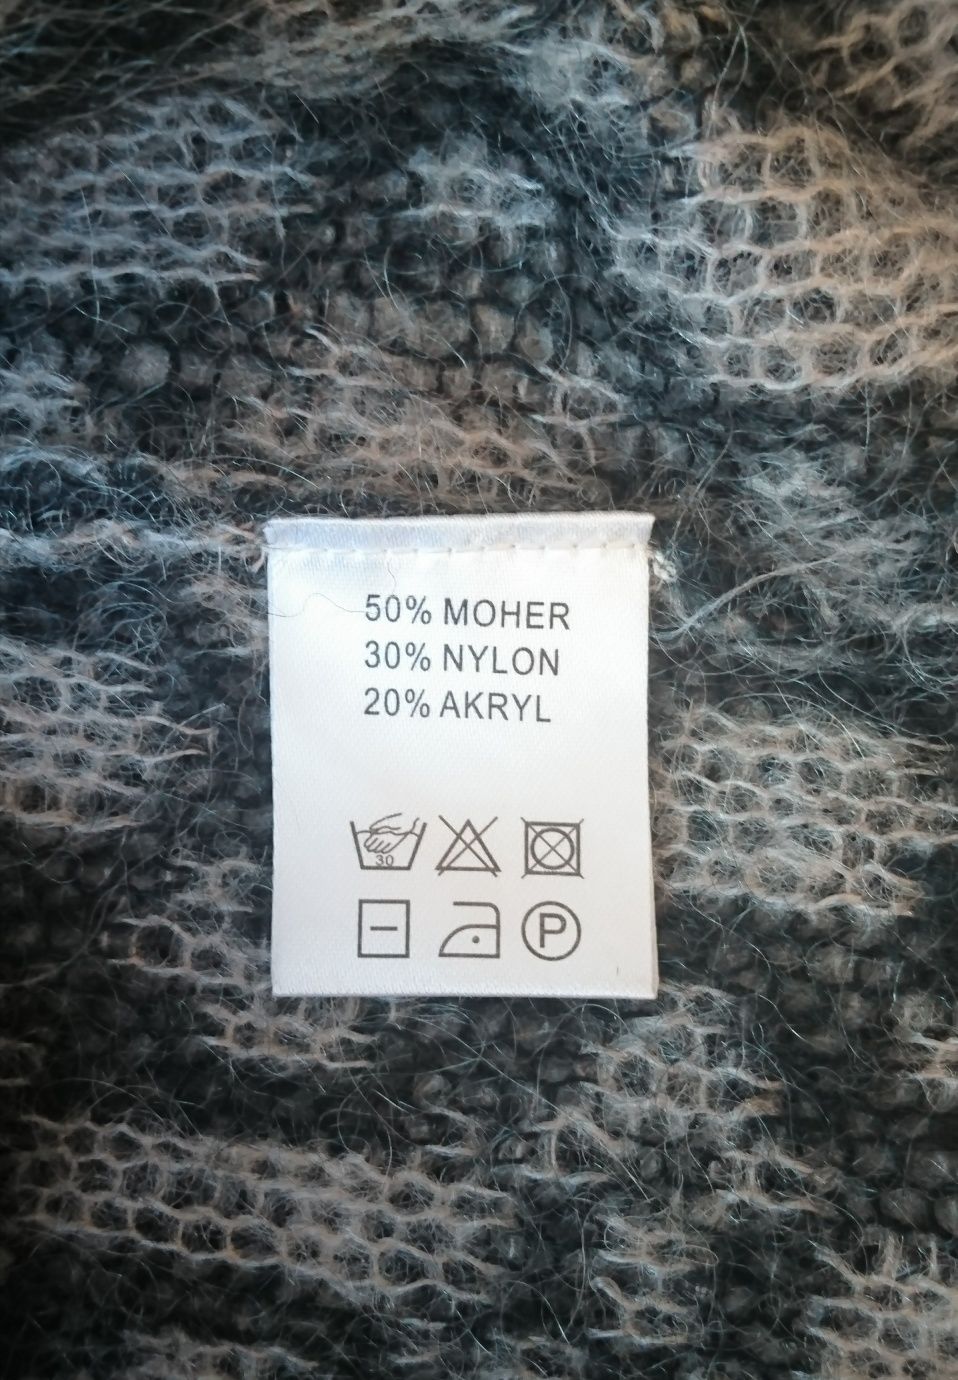 50% MOHER
30% NYLON
20% AKRYL
30
P